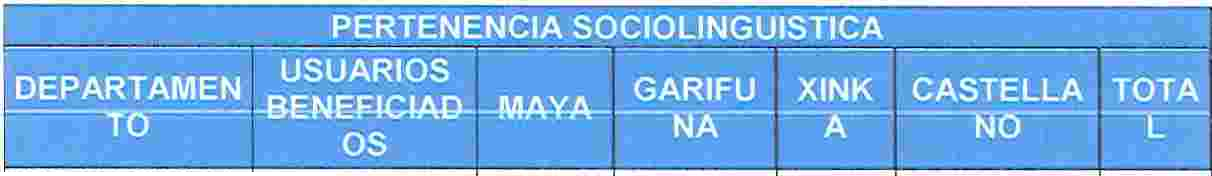 PERTENENCIA SOCIOLINGUISTICA
DEPARTAMEN
TO
USUARIOS
BENEFICIAD
OS
MAYA
GARIFU
NA
XINK
A
CASTELLA
NO
TOTA
L